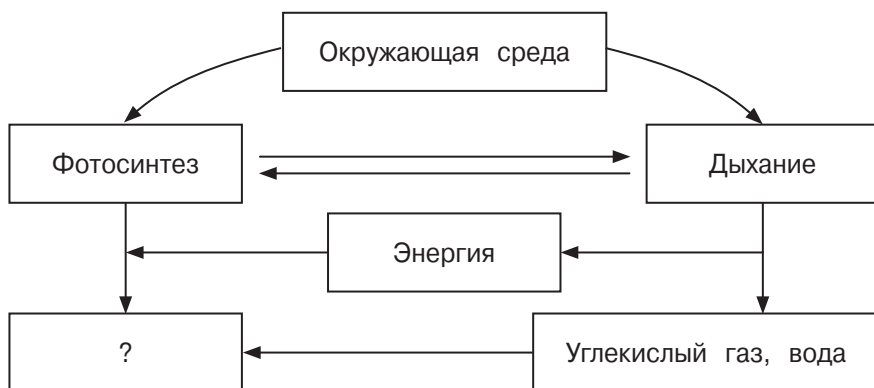 Окружающая среда
Фотосинтез
Дыхание
Энергия
?
Углекислый газ, вода